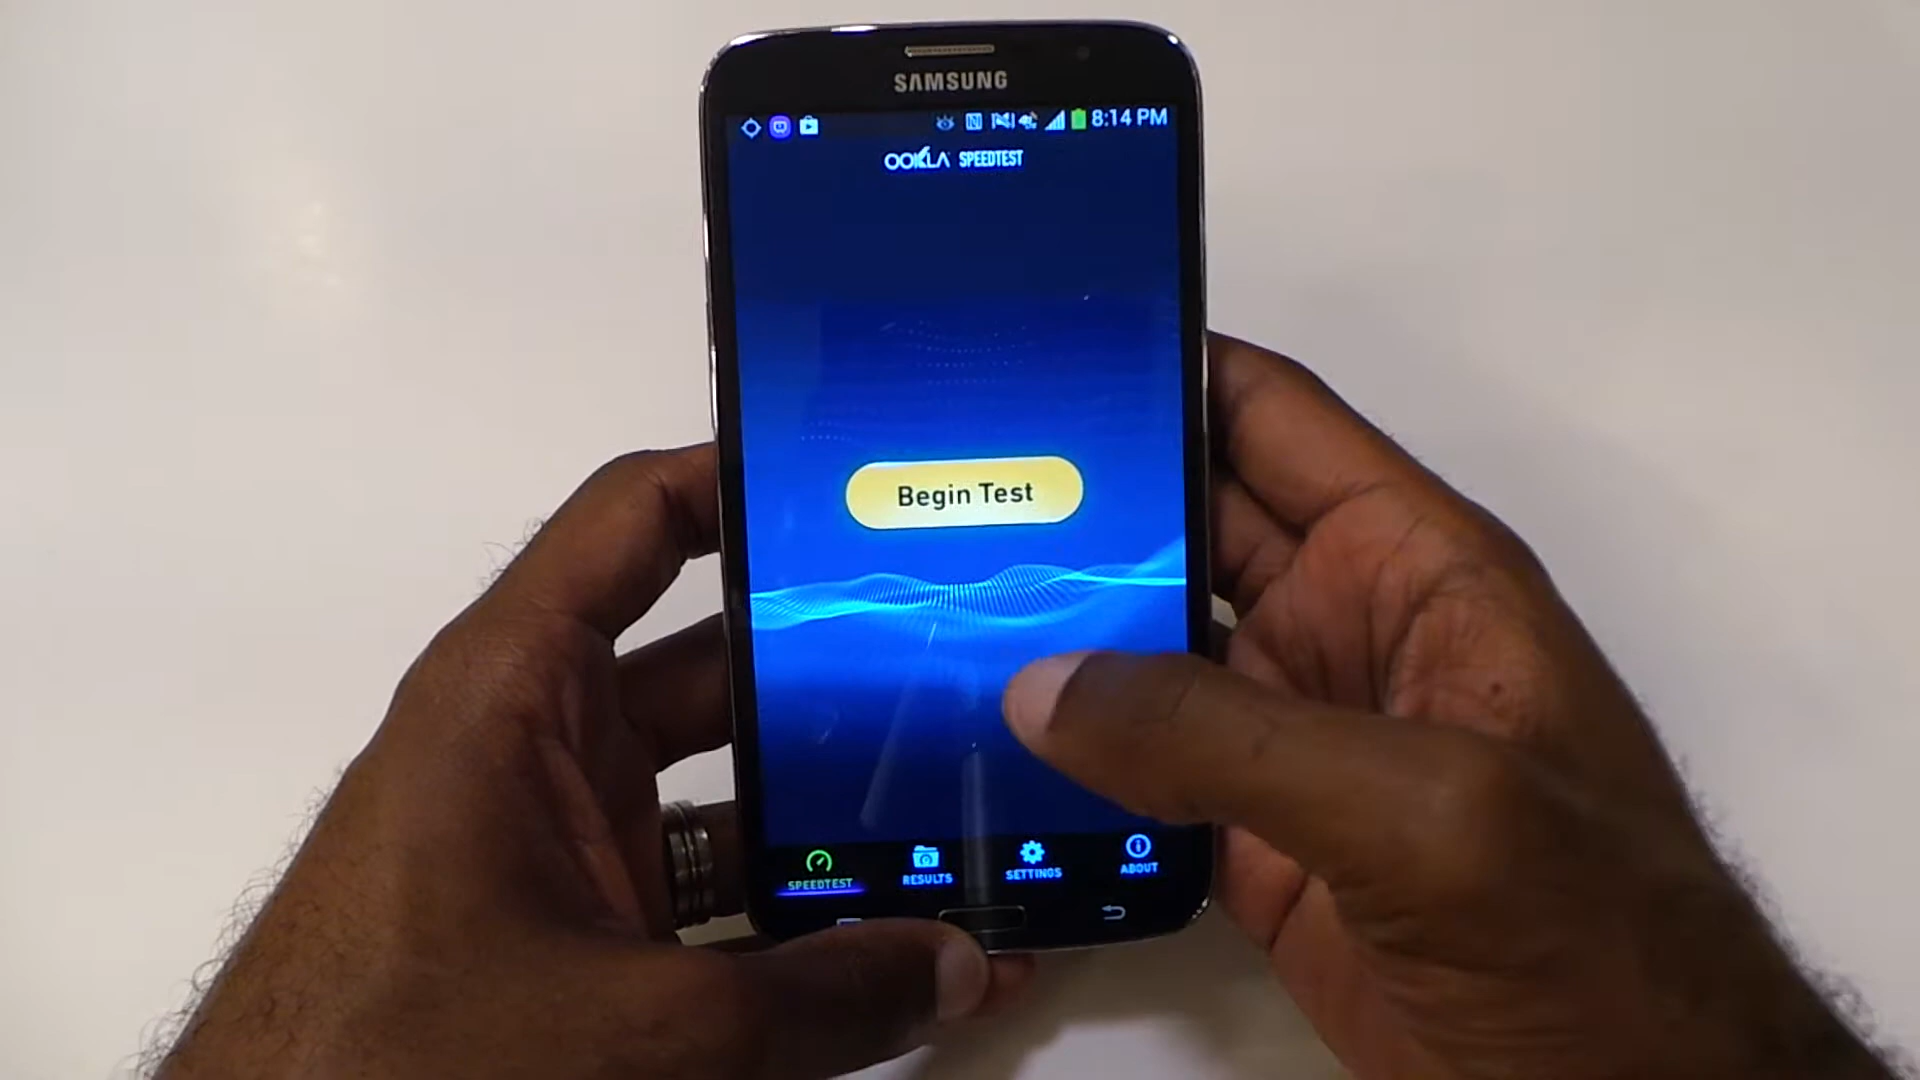 SAMSUNG
8:14 PM
OOKLA SPEEDTEST
Begin Test
SPEEDTEST
RESULTS
SETTINGS
ABOUT